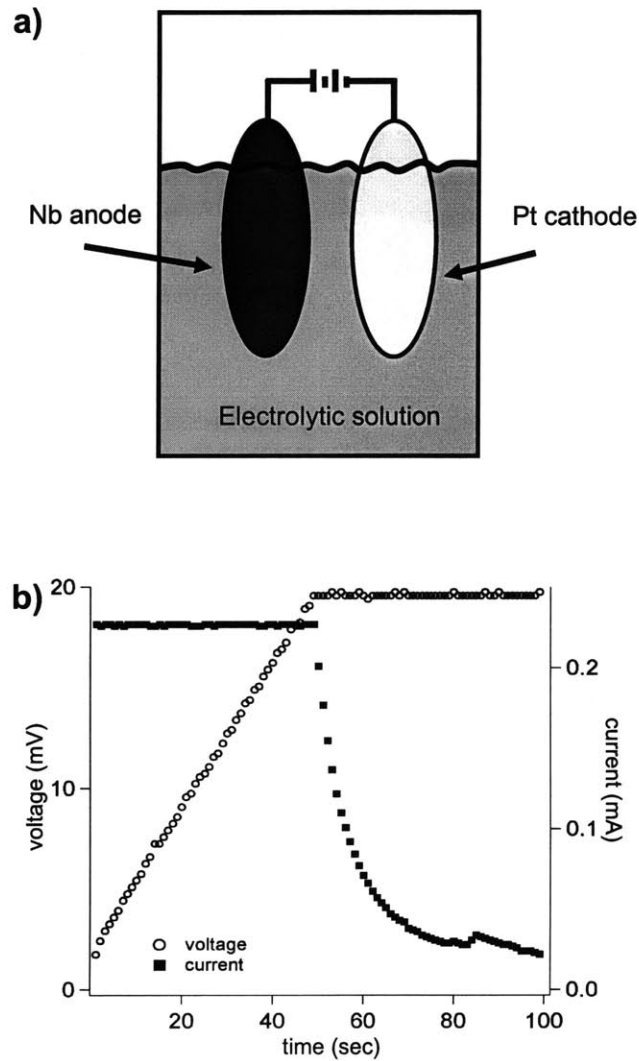 a)
Nb anode
Pt cathode
Electrolytic solution
b)
20
10
0
voltage (mV)
voltage
current
0.2
0.1
0.0
current (mA)
20
40
60
80
100
time (sec)